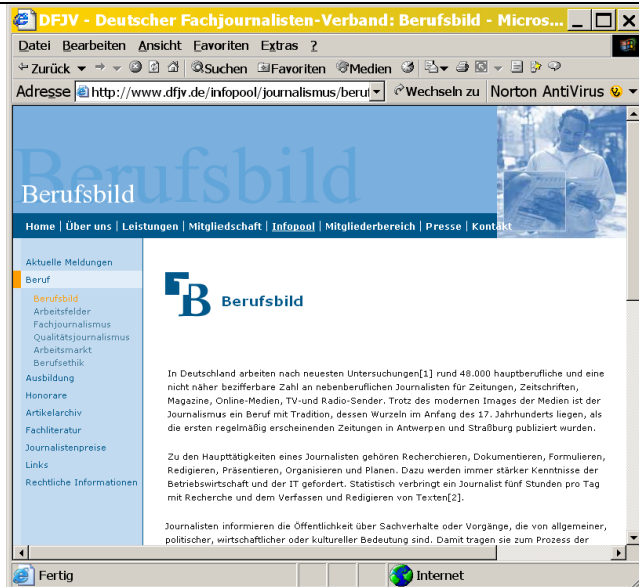 DFJV - Deutscher Fachjournalisten-Verband: Berufsbild - Micros...
Datei Bearbeiten Ansicht Favoriten Extras ?
Zurück Suchen Favoriten Medien
Adresse http://www.dfjv.de/infopool/journalismus/beruf Wechseln zu Norton AntiVirus
Berufsbild
Berufsbild
Home | Über uns | Leistungen | Mitgliedschaft | Infopool | Mitgliederbereich | Presse | Kontakt
Aktuelle Meldungen
Beruf
Berufsbild
Arbeitsfelder
Fachjournalismus
Qualitätsjournalismus
Arbeitsmarkt
Berufsethik
Ausbildung
Honorare
Artikelarchiv
Fachliteratur
Journalistenpreise
Links
Rechtliche Informationen
B Berufsbild
In Deutschland arbeiten nach neuesten Untersuchungen[1] rund 48.000 hauptberufliche und eine
nicht näher bezifferbare Zahl an nebenberuflichen Journalisten für Zeitungen, Zeitschriften,
Magazine, Online-Medien, TV-und Radio-Sender. Trotz des modernen Images der Medien ist der
Journalismus ein Beruf mit Tradition, dessen Wurzeln im Anfang des 17. Jahrhunderts liegen, als
die ersten regelmäßig erscheinenden Zeitungen in Antwerpen und Straßburg publiziert wurden.
Zu den Haupttätigkeiten eines Journalisten gehören Recherchieren, Dokumentieren, Formulieren,
Redigieren, Präsentieren, Organisieren und Planen. Dazu werden immer stärker Kenntnisse der
Betriebswirtschaft und der IT gefordert. Statistisch verbringt ein Journalist fünf Stunden pro Tag
mit Recherche und dem Verfassen und Redigieren von Texten[2].
Journalisten informieren die Öffentlichkeit über Sachverhalte oder Vorgänge, die von allgemeiner,
politischer, wirtschaftlicher oder kultureller Bedeutung sind. Damit tragen sie zum Prozess der
Fertig Internet